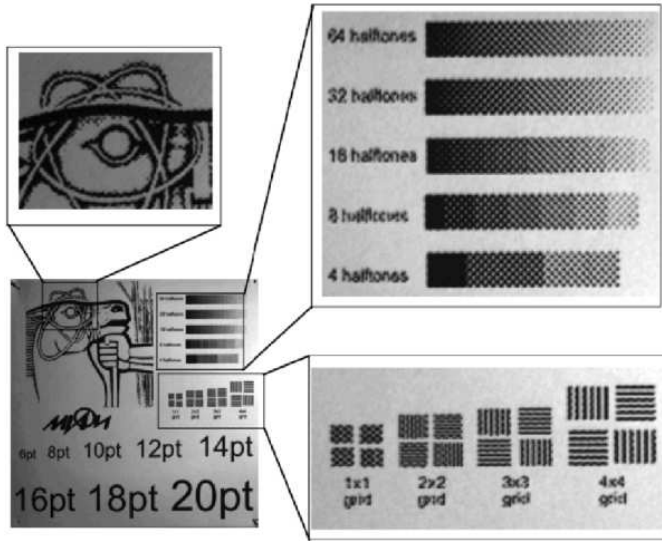 64 halftones
32 halftones
16 halftones
8 halftones
4 halftones
6pt 8pt 10pt 12pt 14pt
16pt 18pt 20pt
1x1 2x2 3x3 4x4
grid grid grid grid